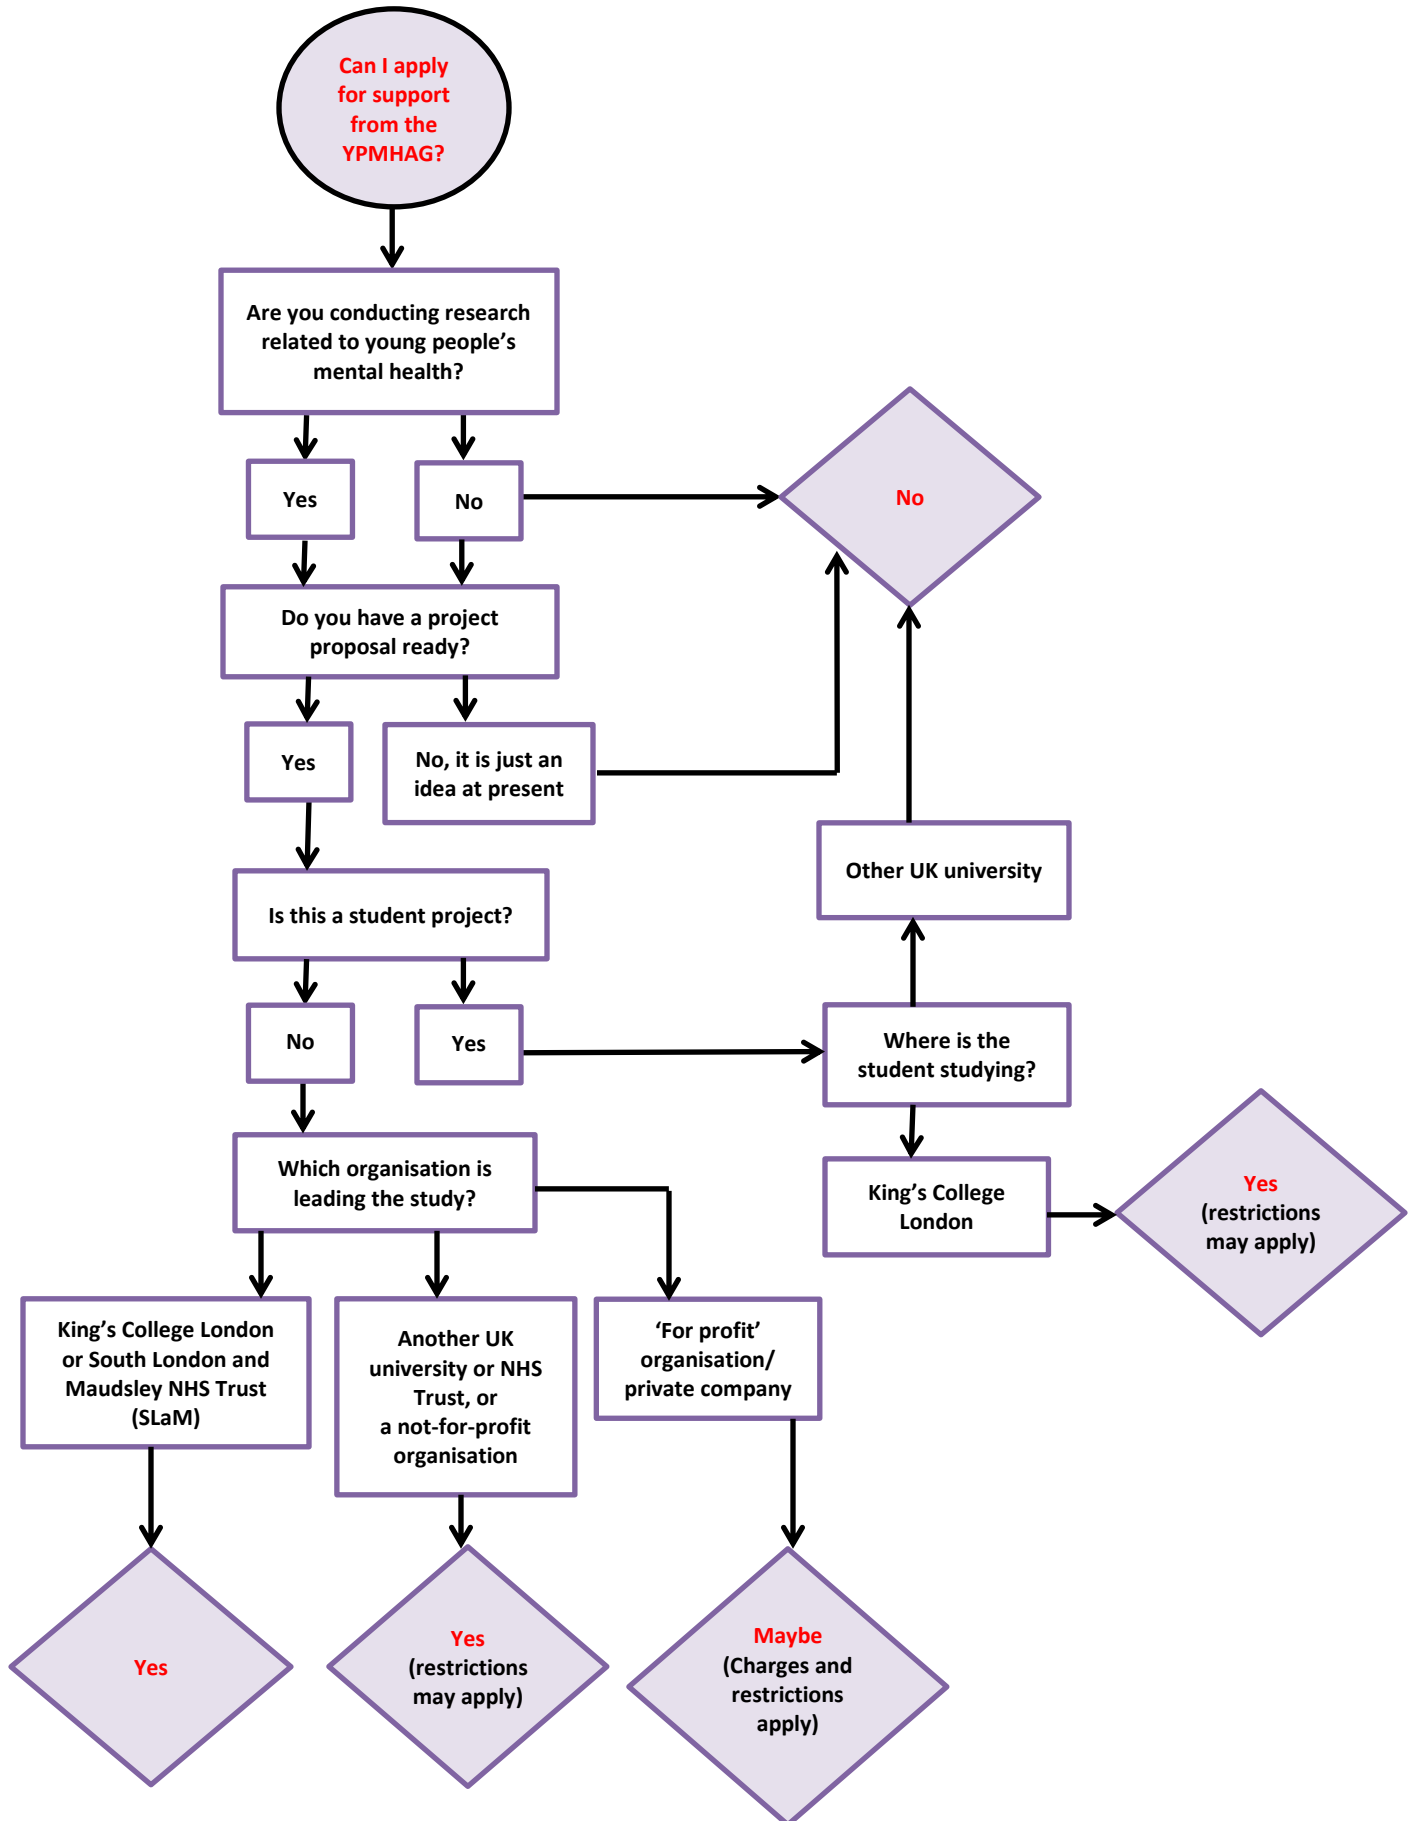 Can I apply
for support
from the
YPMHAG?
Are you conducting research
related to young people’s
mental health?
Yes
No
No
Do you have a project
proposal ready?
Yes
No, it is just an
idea at present
Other UK university
Is this a student project?
No
Yes
Where is the
student studying?
King’s College
London
Yes
(restrictions
may apply)
Which organisation is
leading the study?
King’s College London
or South London and
Maudsley NHS Trust
(SLaM)
Another UK
university or NHS
Trust, or
a not-for-profit
organisation
‘For profit’
organisation/
private company
Yes
Yes
(restrictions
may apply)
Maybe
(Charges and
restrictions
apply)